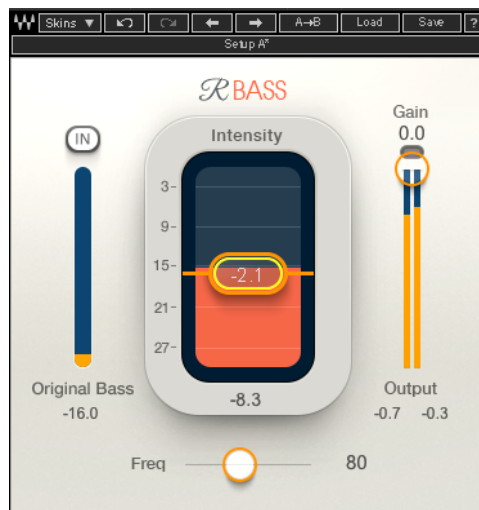 Skins ▼ A→B Load Save ?
Setup A*
R BASS
IN
Intensity
Gain
0.0
3-
9-
15-
-2.1
21-
27-
Original Bass
-16.0
-8.3
Output
-0.7 -0.3
Freq 80